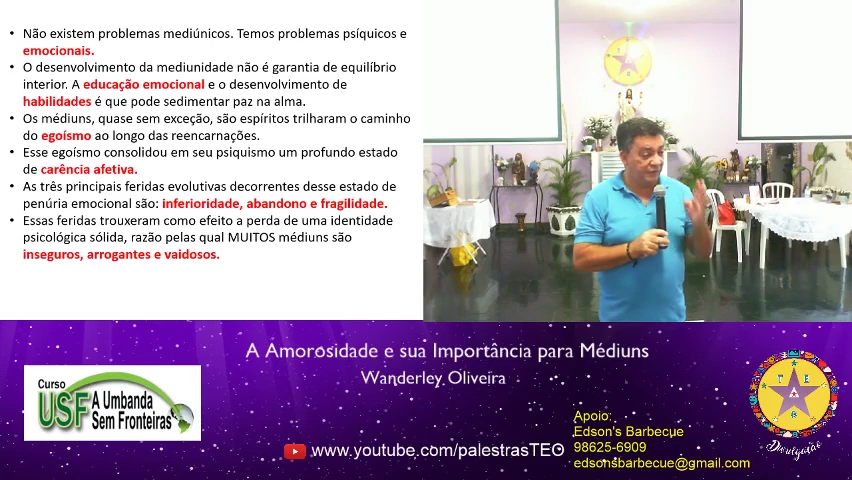 • Não existem problemas mediúnicos. Temos problemas psíquicos e
emocionais.
• O desenvolvimento da mediunidade não é garantia de equilíbrio
interior. A educação emocional e o desenvolvimento de
habilidades é que pode sedimentar paz na alma.
• Os médiuns, quase sem exceção, são espíritos trilharam o caminho
do egoísmo ao longo das reencarnações.
• Esse egoísmo consolidou em seu psiquismo um profundo estado
de carência afetiva.
• As três principais feridas evolutivas decorrentes desse estado de
penúria emocional são: inferioridade, abandono e fragilidade.
• Essas feridas trouxeram como efeito a perda de uma identidade
psicológica sólida, razão pelas qual MUITOS médiuns são
inseguros, arrogantes e vaidosos.
A Amorosidade e sua Importância para Médiuns
Wanderley Oliveira
Curso
USF A Umbanda
Sem Fronteiras
www.youtube.com/palestrasTEO
Apoio:
Edson's Barbecue
98625-6909
edsonsbarbecue@gmail.com
Divulguião